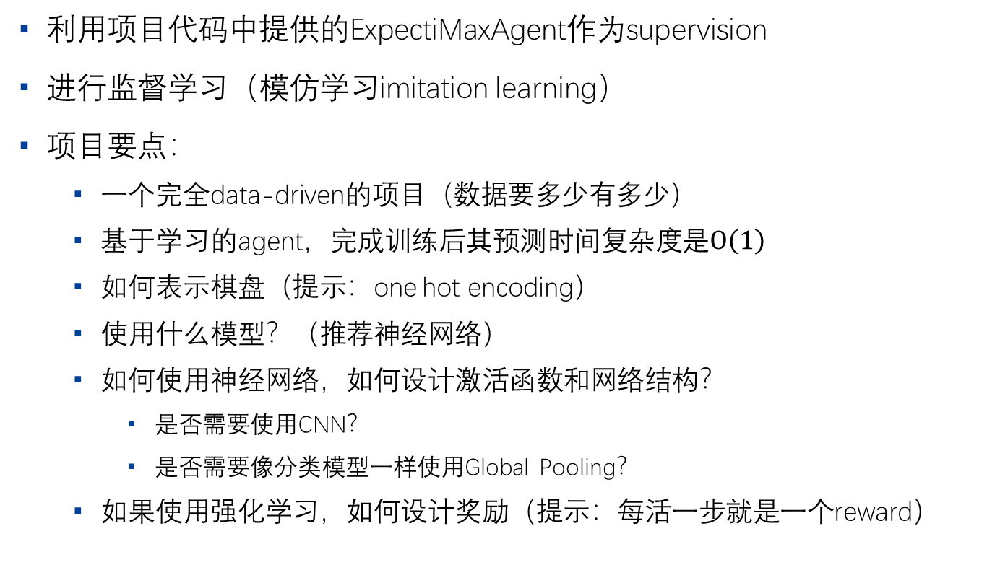 利用项目代码中提供的ExpectiMaxAgent作为supervision
进行监督学习（模仿学习imitation learning）
项目要点：
一个完全data-driven的项目（数据要多少有多少）
基于学习的agent，完成训练后其预测时间复杂度是O(1)
如何表示棋盘（提示：one hot encoding）
使用什么模型？（推荐神经网络）
如何使用神经网络，如何设计激活函数和网络结构？
是否需要使用CNN？
是否需要像分类模型一样使用Global Pooling？
如果使用强化学习，如何设计奖励（提示：每活一步就是一个reward）